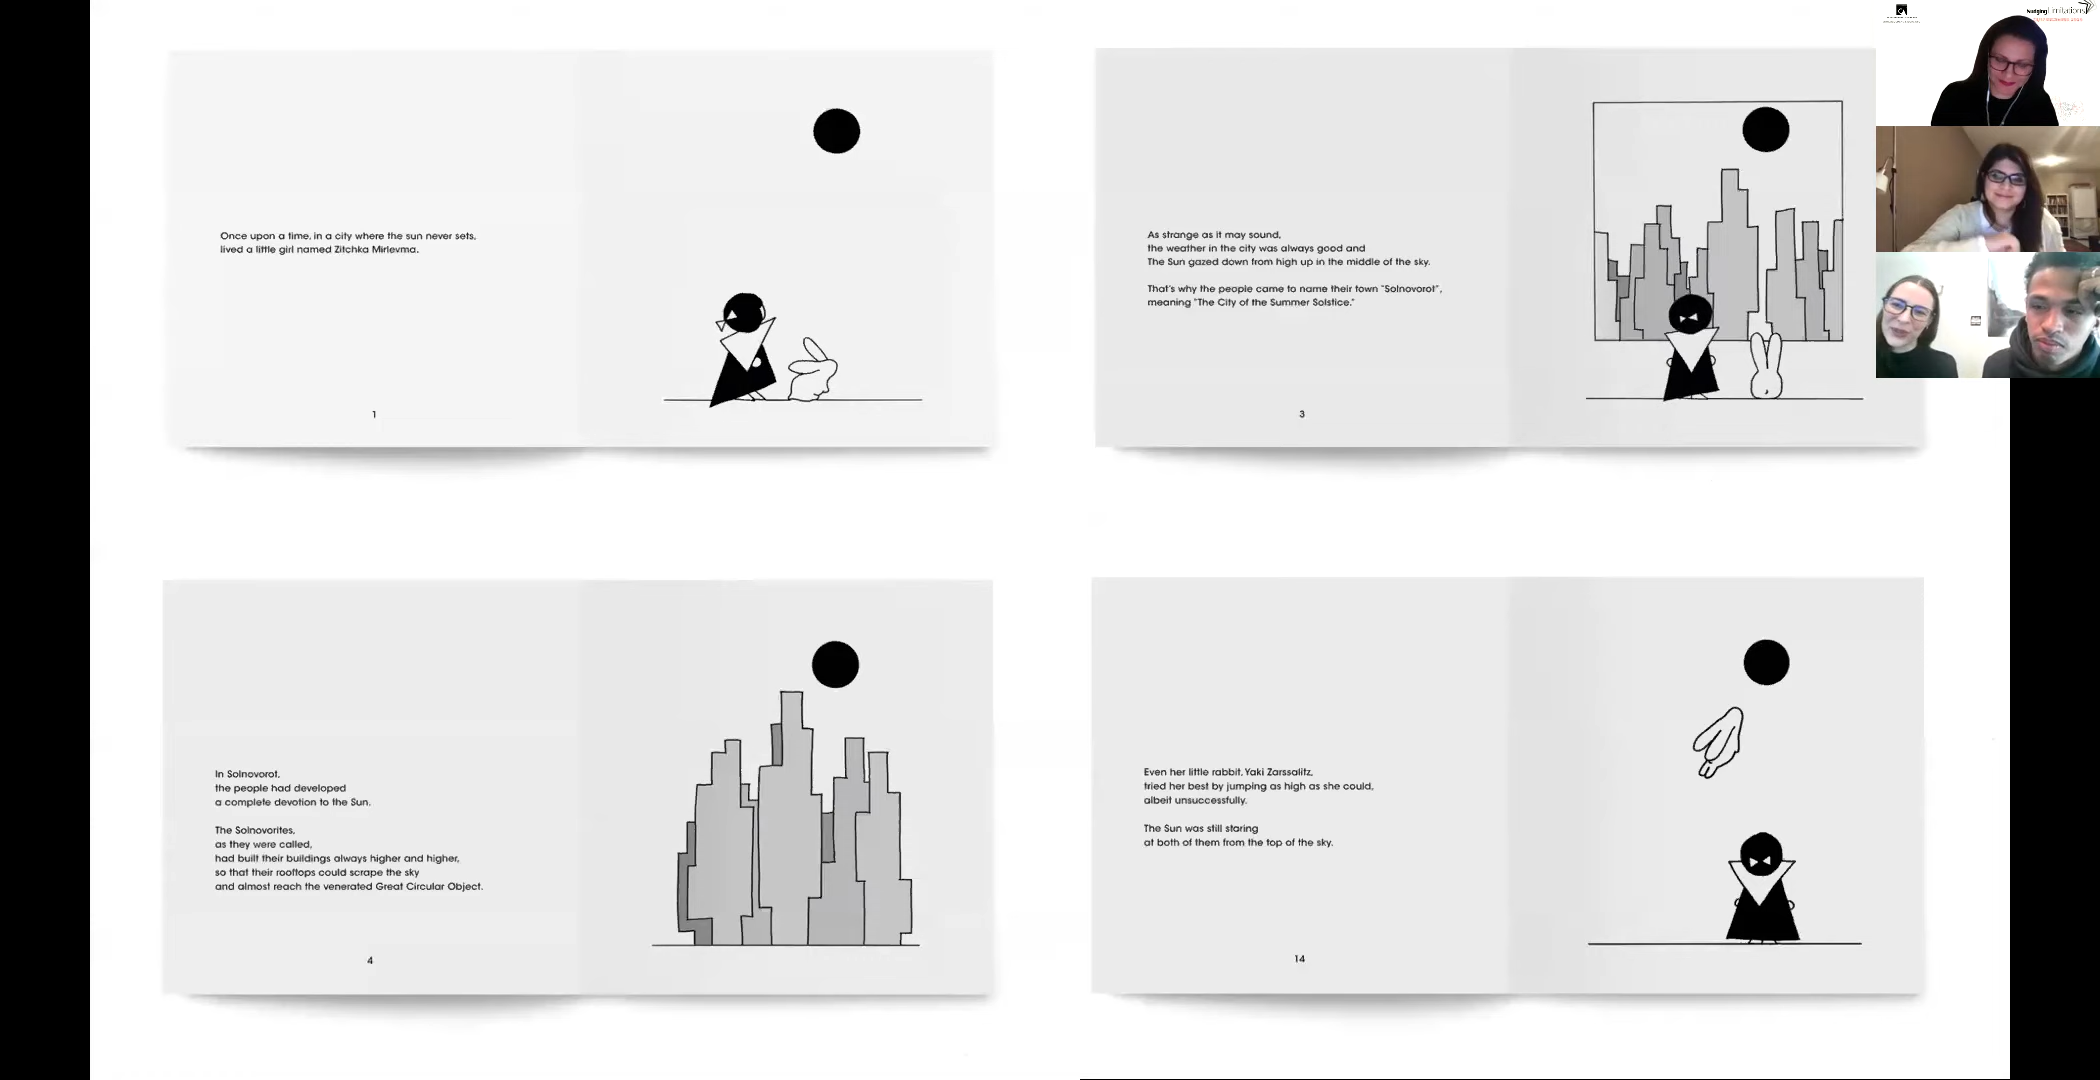 Once upon a time, in a city where the sun never sets,
lived a little girl named Zitchka Mirlevma.
1
As strange as it may sound,
the weather in the city was always good and
The Sun gazed down from high up in the middle of the sky.
That's why the people came to name their town "Solnovorot",
meaning "The City of the Summer Solstice."
3
In Solnovorot,
the people had developed
a complete devotion to the Sun.
The Solnovorites,
as they were called,
had built their buildings always higher and higher,
so that their rooftops could scrape the sky
and almost reach the venerated Great Circular Object.
4
Even her little rabbit, Yaki Zarssalitz,
tried her best by jumping as high as she could,
albeit unsuccessfully.
The Sun was still staring
at both of them from the top of the sky.
14
NudgingLimitations